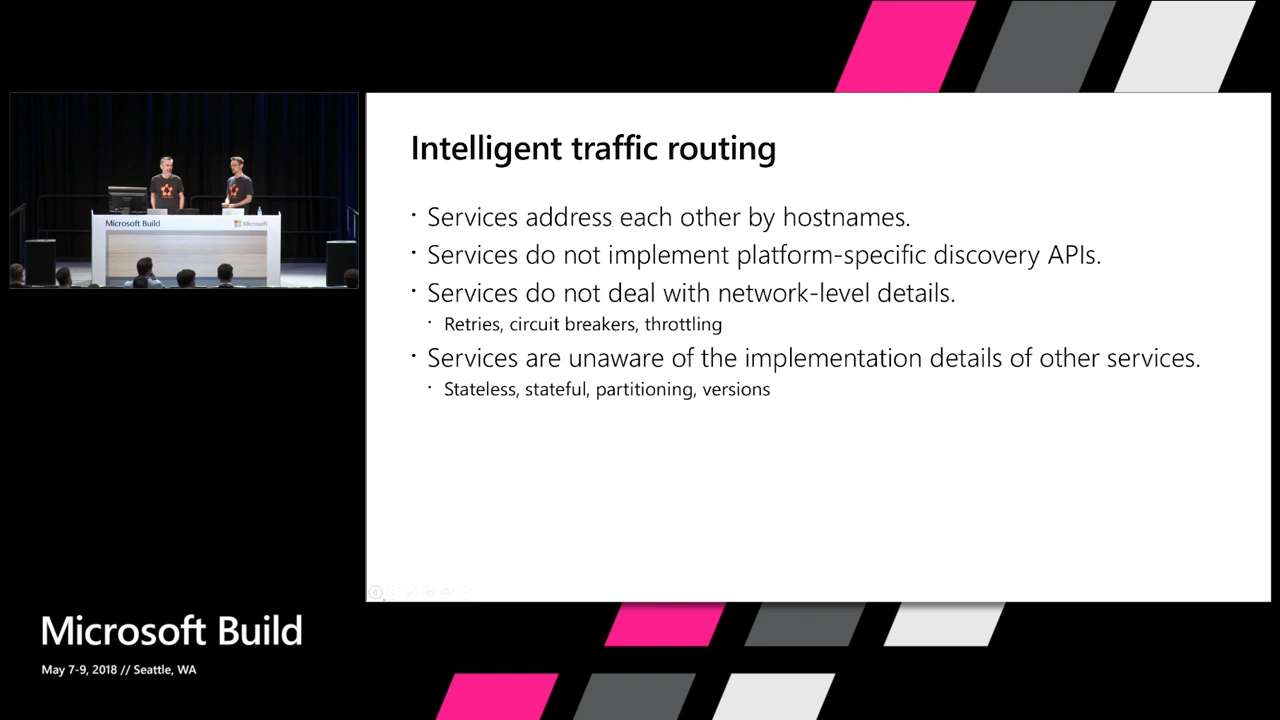 Intelligent traffic routing
Services address each other by hostnames.
Services do not implement platform-specific discovery APIs.
Services do not deal with network-level details.
Retries, circuit breakers, throttling
Services are unaware of the implementation details of other services.
Stateless, stateful, partitioning, versions
Microsoft Build
Microsoft
Microsoft Build
May 7-9, 2018 // Seattle, WA